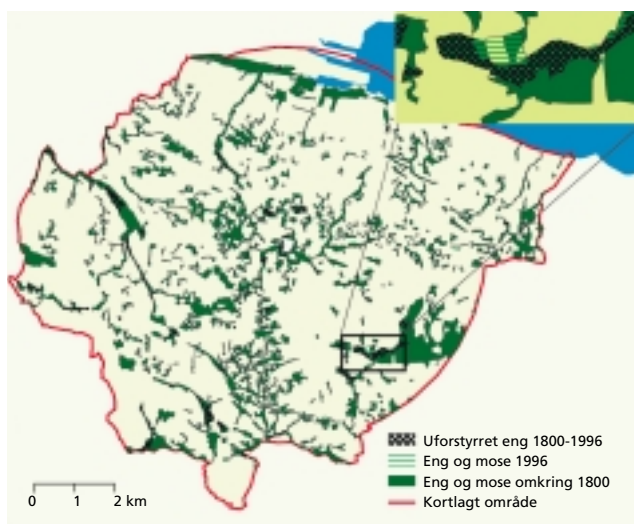 Uforstyrret eng 1800-1996
Eng og mose 1996
Eng og mose omkring 1800
Kortlagt område
0 1 2 km